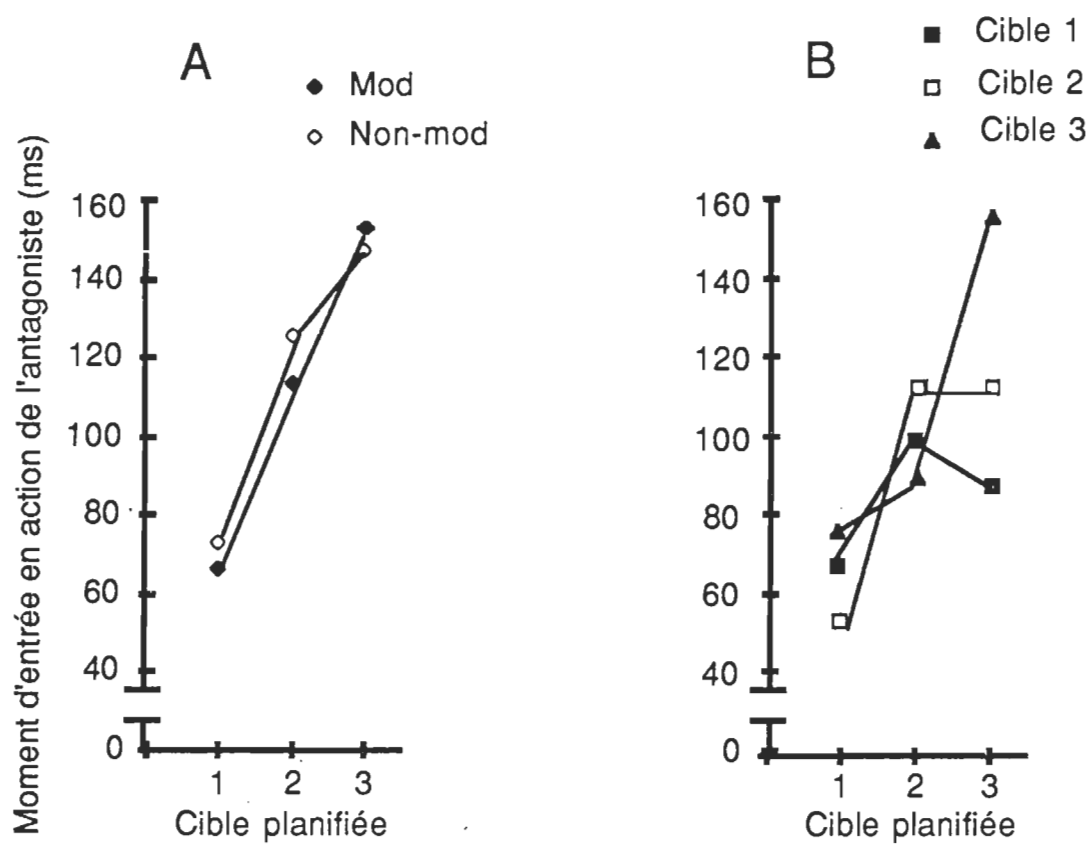 A
Mod
Non-mod
B
Cible 1
Cible 2
Cible 3
Moment d'entrée en action de l'antagoniste (ms)
160
140
120
100
80
60
40
0
1 2 3
Cible planifiée
160
140
120
100
80
60
40
0
1 2 3
Cible planifiée